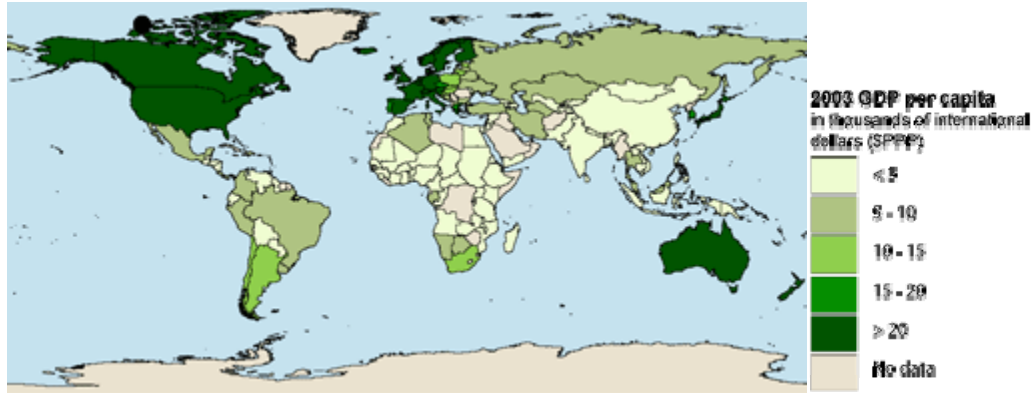 2003 GDP per capita
in thousands of international
dollars ($PPP)
< 5
5 - 10
10 - 15
15 - 20
> 20
No data